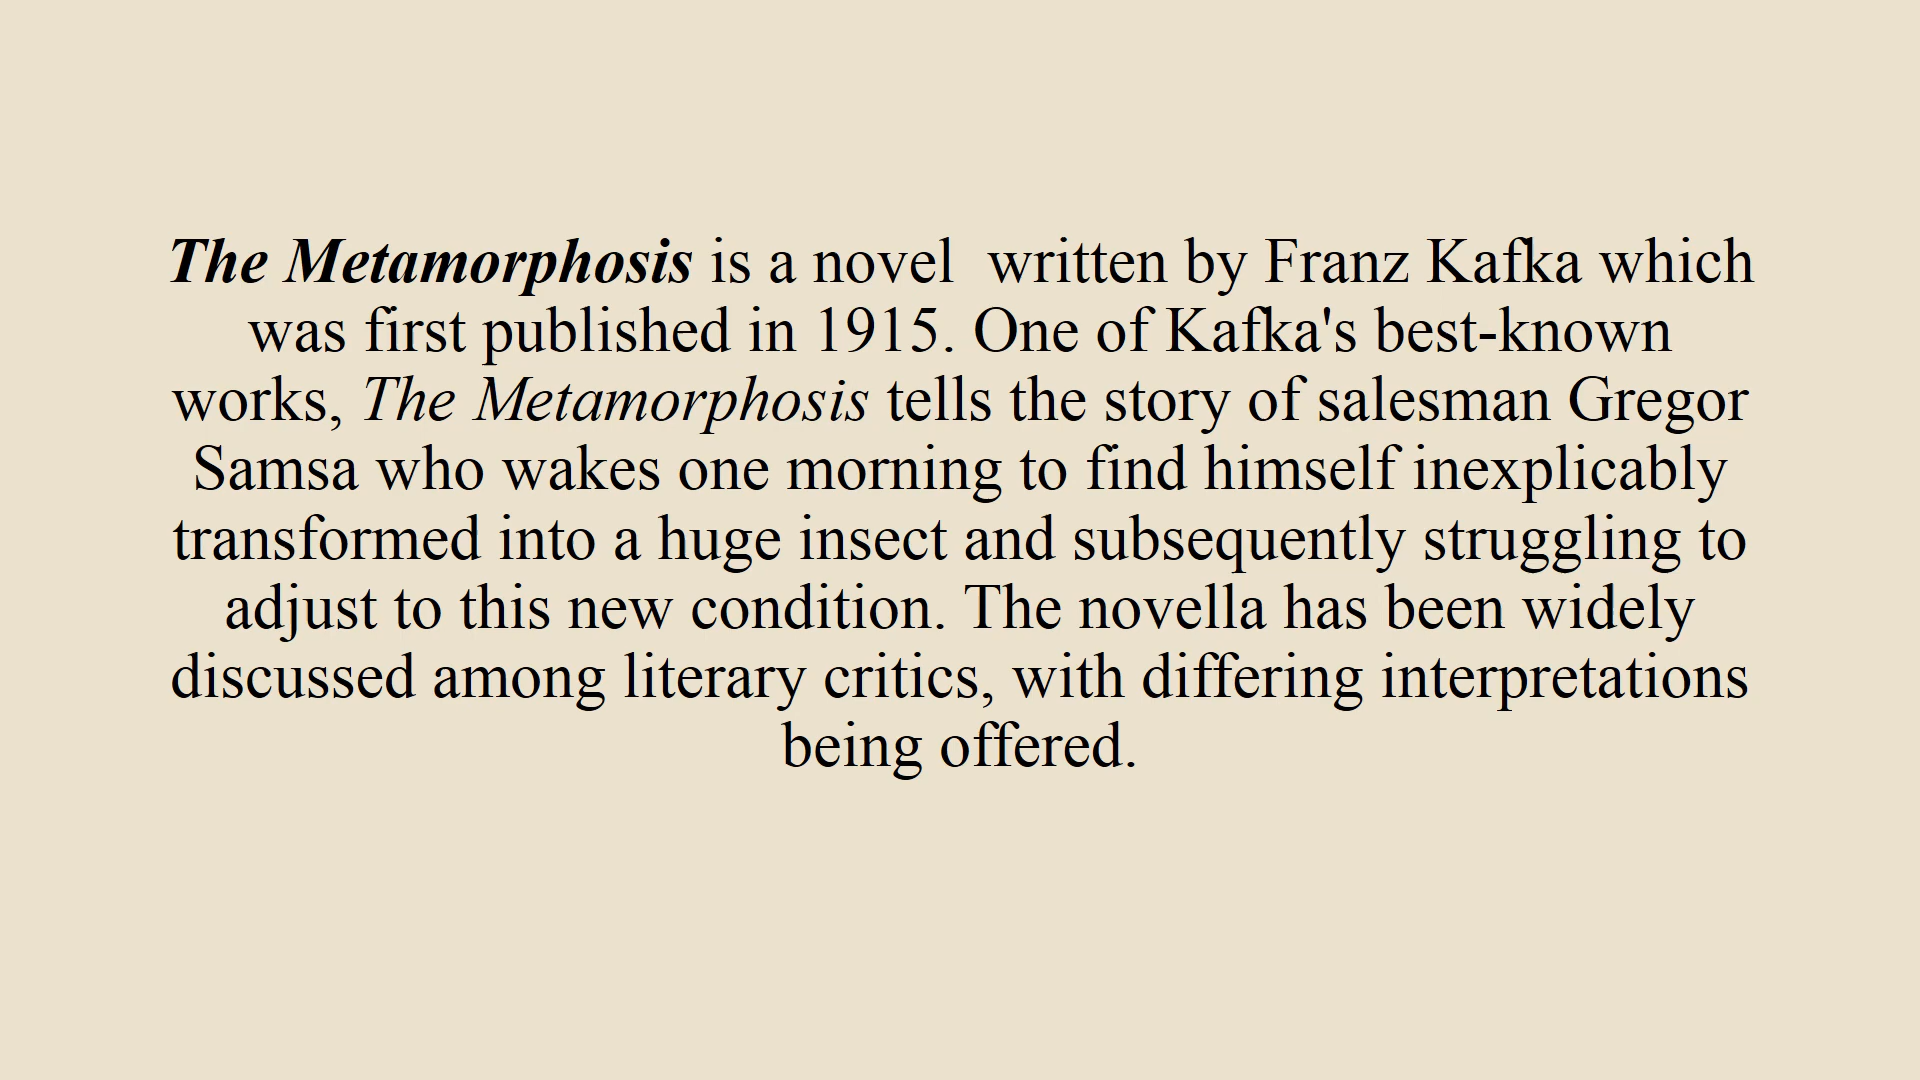 The Metamorphosis is a novel  written by Franz Kafka which
was first published in 1915. One of Kafka's best-known
works, The Metamorphosis tells the story of salesman Gregor
Samsa who wakes one morning to find himself inexplicably
transformed into a huge insect and subsequently struggling to
adjust to this new condition. The novella has been widely
discussed among literary critics, with differing interpretations
being offered.